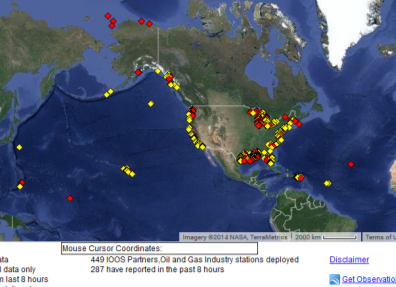 Imagery ©2014 NASA, TerraMetrics 2000 km Terms of U
Mouse Cursor Coordinates:
ata 449 IOOS Partners,Oil and Gas Industry stations deployed Disclaimer
l data only 287 have reported in the past 8 hours
n last 8 hours Get Observatio